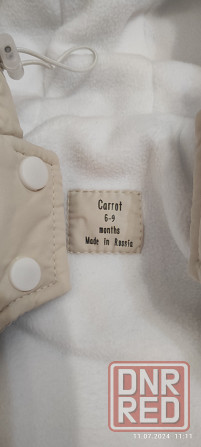 Carrot
6-9
months
Made in Russia
DNR
RED
11.07.2024 11:11